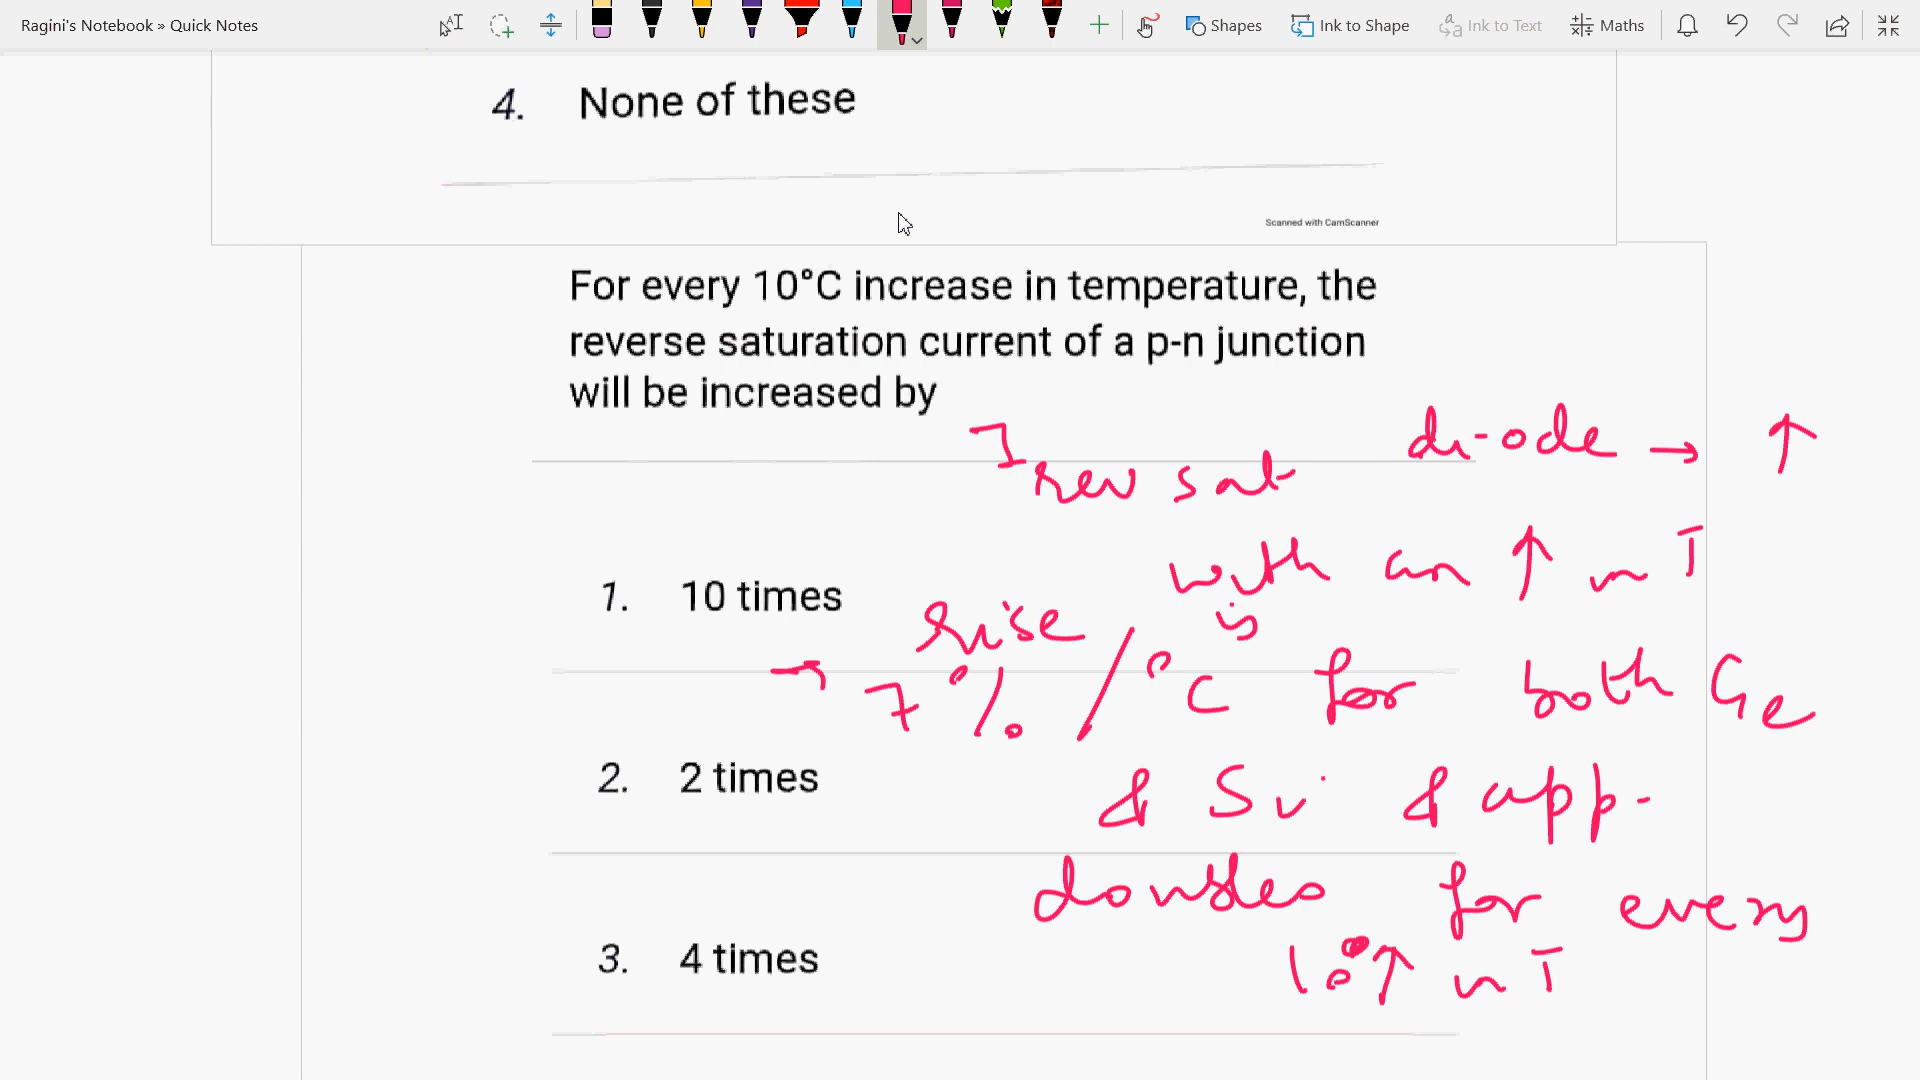 Ragini's Notebook » Quick Notes
Shapes Ink to Shape Ink to Text Maths
4. None of these
Scanned with CamScanner
For every 10°C increase in temperature, the
reverse saturation current of a p-n junction
will be increased by
I rev sat di-ode → ↑
with an ↑ in T
1. 10 times
rise is
→ 7% /°C for both Ge
2. 2 times
& Si & app.
doubles for every
3. 4 times
10° ↑ in T